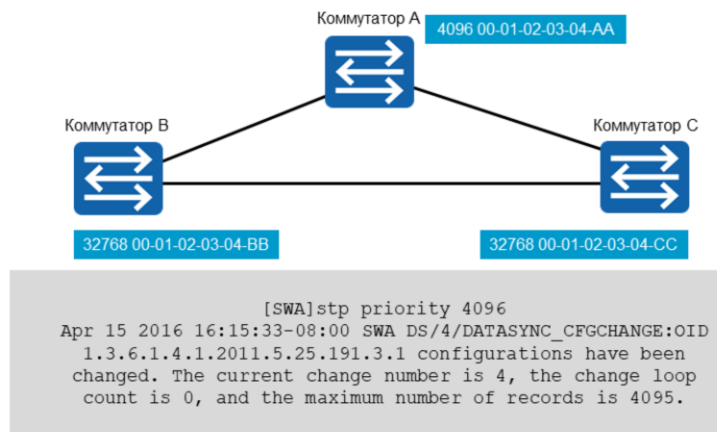 Коммутатор A
4096 00-01-02-03-04-AA
Коммутатор B
Коммутатор C
32768 00-01-02-03-04-BB
32768 00-01-02-03-04-CC
[SWA]stp priority 4096
Apr 15 2016 16:15:33-08:00 SWA DS/4/DATASYNC_CFGCHANGE:OID
1.3.6.1.4.1.2011.5.25.191.3.1 configurations have been
changed. The current change number is 4, the change loop
count is 0, and the maximum number of records is 4095.